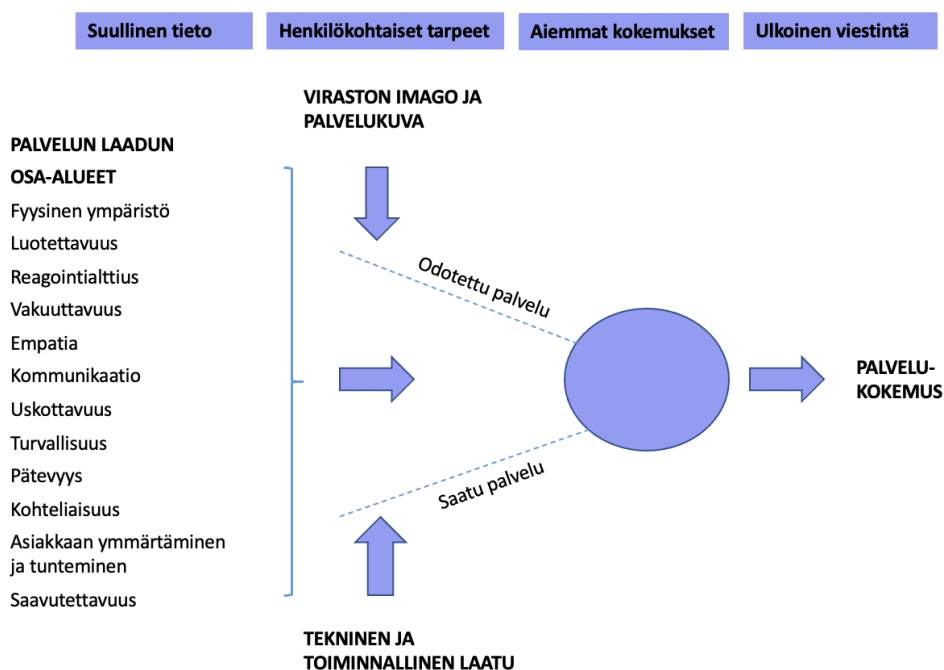 Suullinen tieto
Henkilökohtaiset tarpeet
Aiemmat kokemukset
Ulkoinen viestintä
VIRASTON IMAGO JA
PALVELUKUVA
PALVELUN LAADUN
OSA-ALUEET
Fyysinen ympäristö
Luotettavuus
Reagointialttius
Vakuuttavuus
Empatia
Kommunikaatio
Uskottavuus
Turvallisuus
Pätevyys
Kohteliaisuus
Asiakkaan ymmärtäminen
ja tunteminen
Saavutettavuus
Odotettu palvelu
Saatu palvelu
PALVELU-
KOKEMUS
TEKNINEN JA
TOIMINNALLINEN LAATU